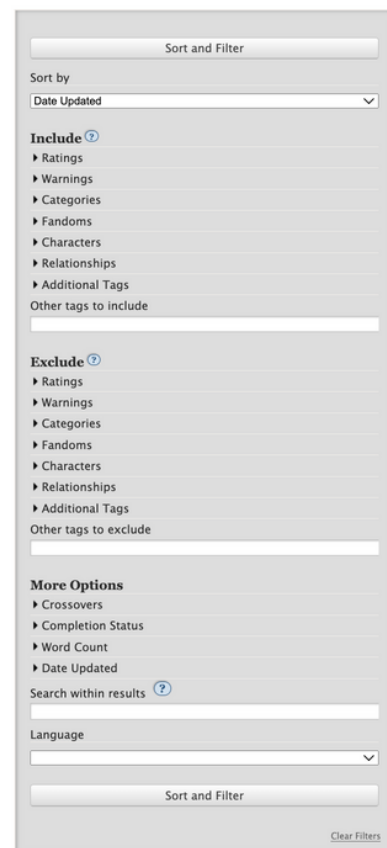 Sort and Filter
Sort by
Date Updated
Include ?
Ratings
Warnings
Categories
Fandoms
Characters
Relationships
Additional Tags
Other tags to include
Exclude ?
Ratings
Warnings
Categories
Fandoms
Characters
Relationships
Additional Tags
Other tags to exclude
More Options
Crossovers
Completion Status
Word Count
Date Updated
Search within results ?
Language
Sort and Filter
Clear Filters